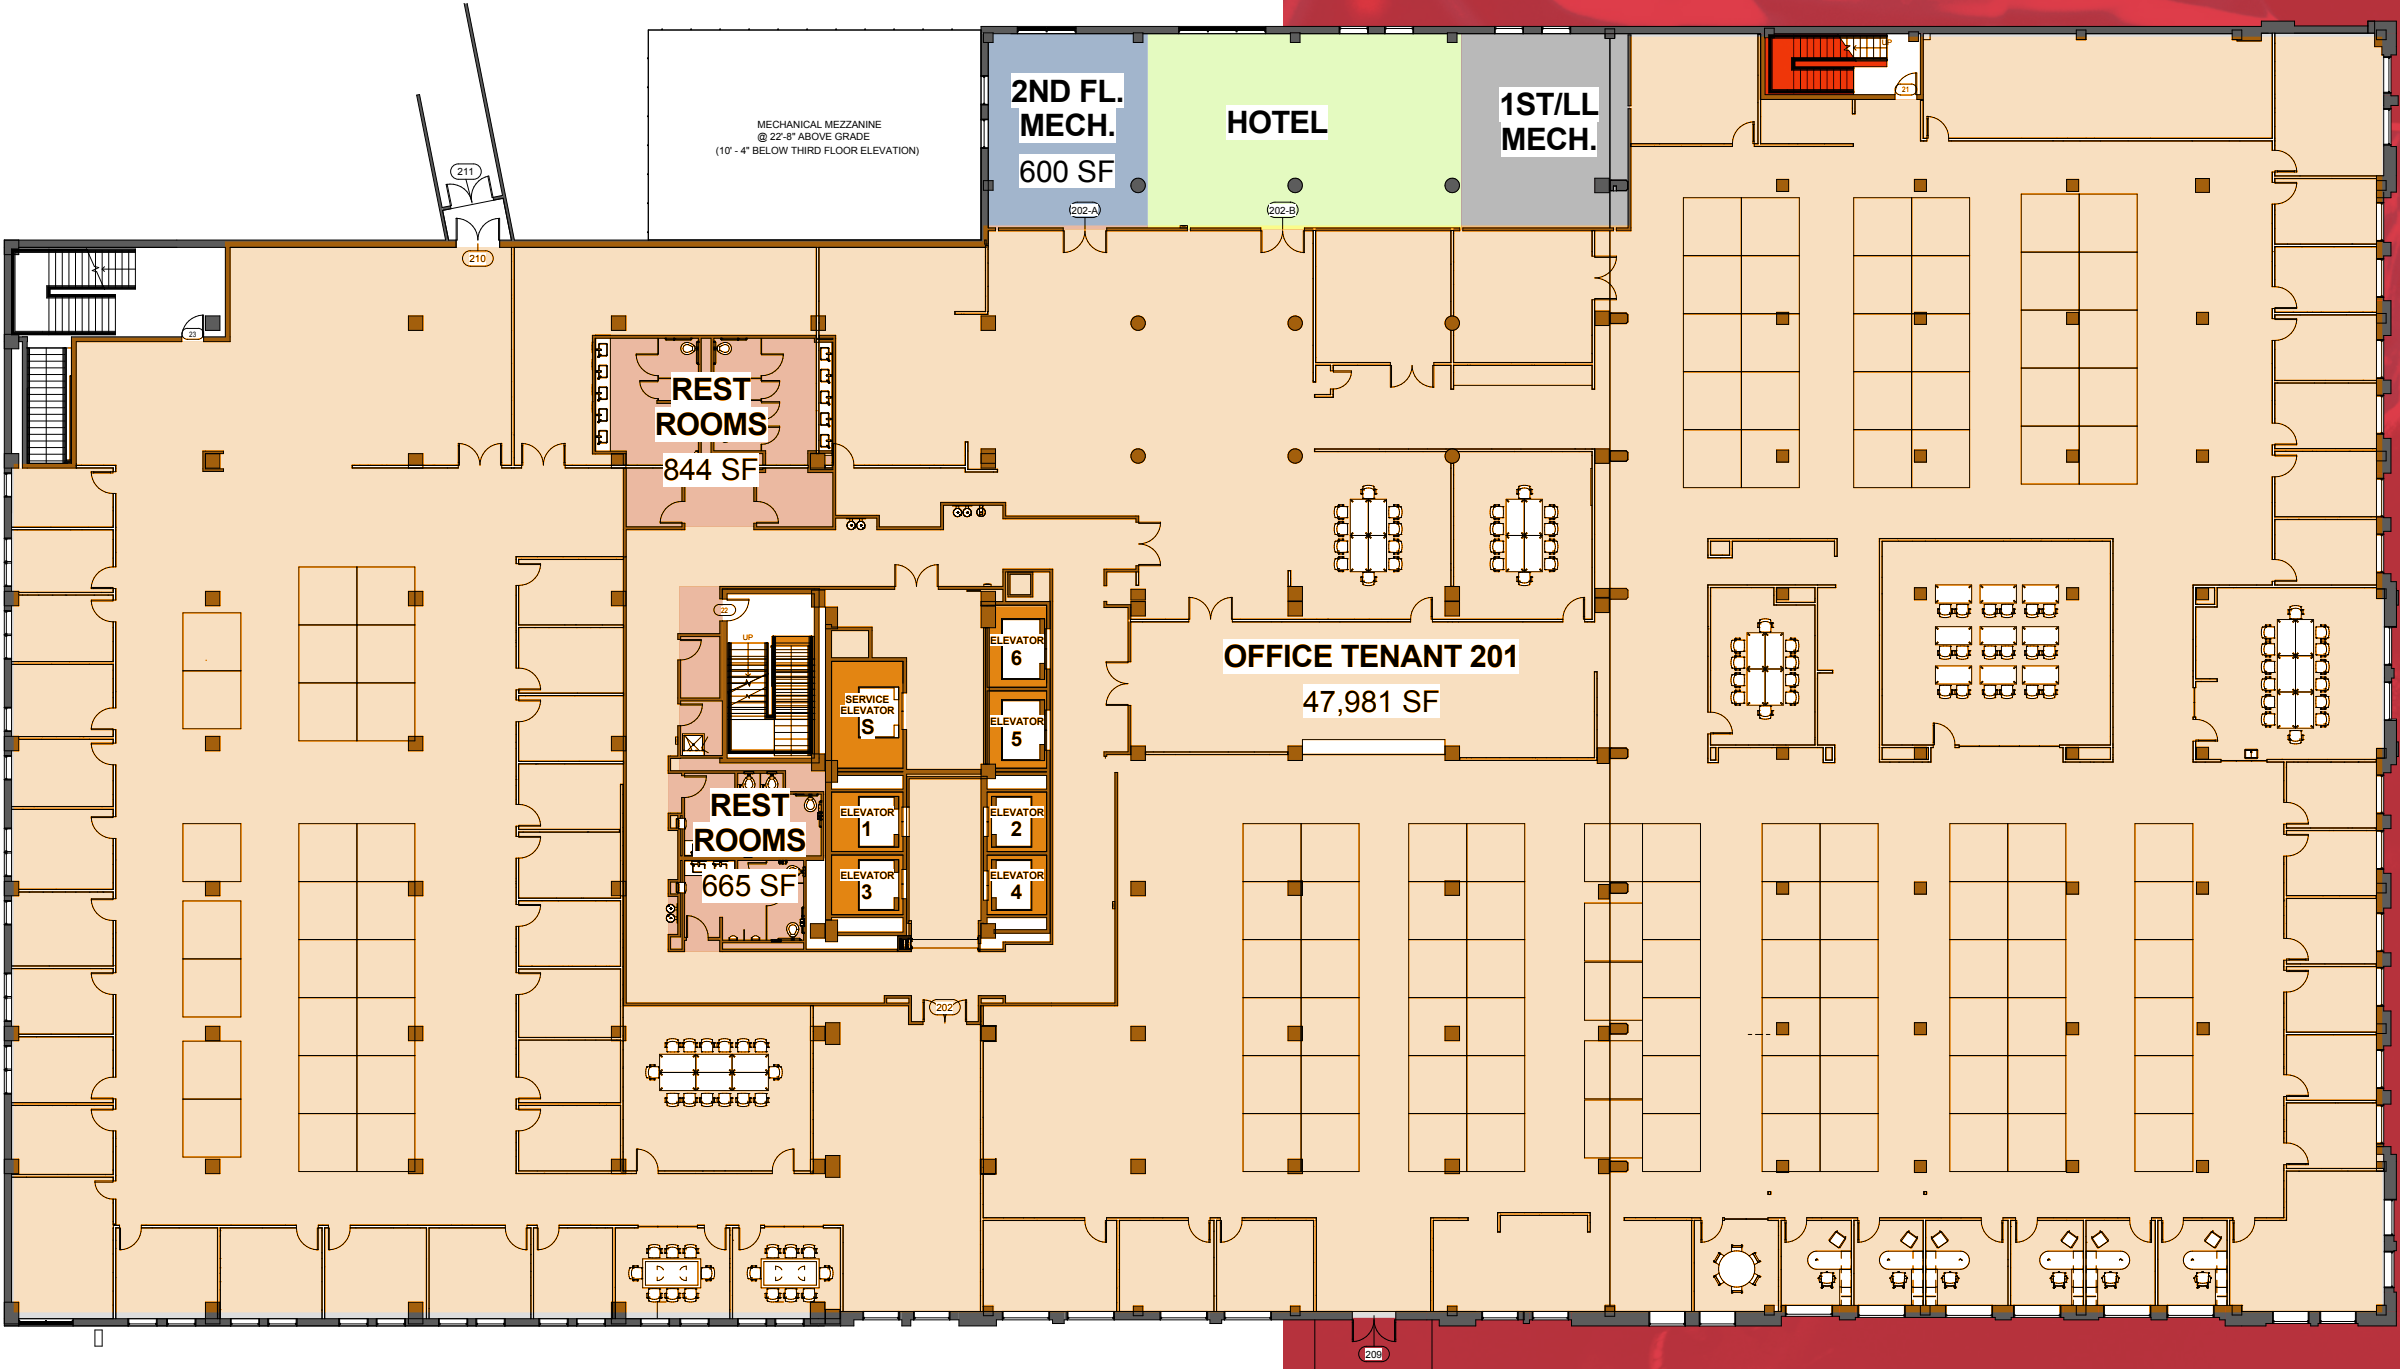 2ND FL.
MECH.
600 SF
HOTEL
1ST/LL
MECH.
UP
21
MECHANICAL MEZZANINE
@ 22'-8" ABOVE GRADE
(10' - 4" BELOW THIRD FLOOR ELEVATION)
211
202-A
202-B
210
23
REST
ROOMS
844 SF
22
UP
ELEVATOR
6
SERVICE
ELEVATOR
S
ELEVATOR
5
OFFICE TENANT 201
47,981 SF
REST
ROOMS
665 SF
ELEVATOR
1
ELEVATOR
2
ELEVATOR
3
ELEVATOR
4
202
209